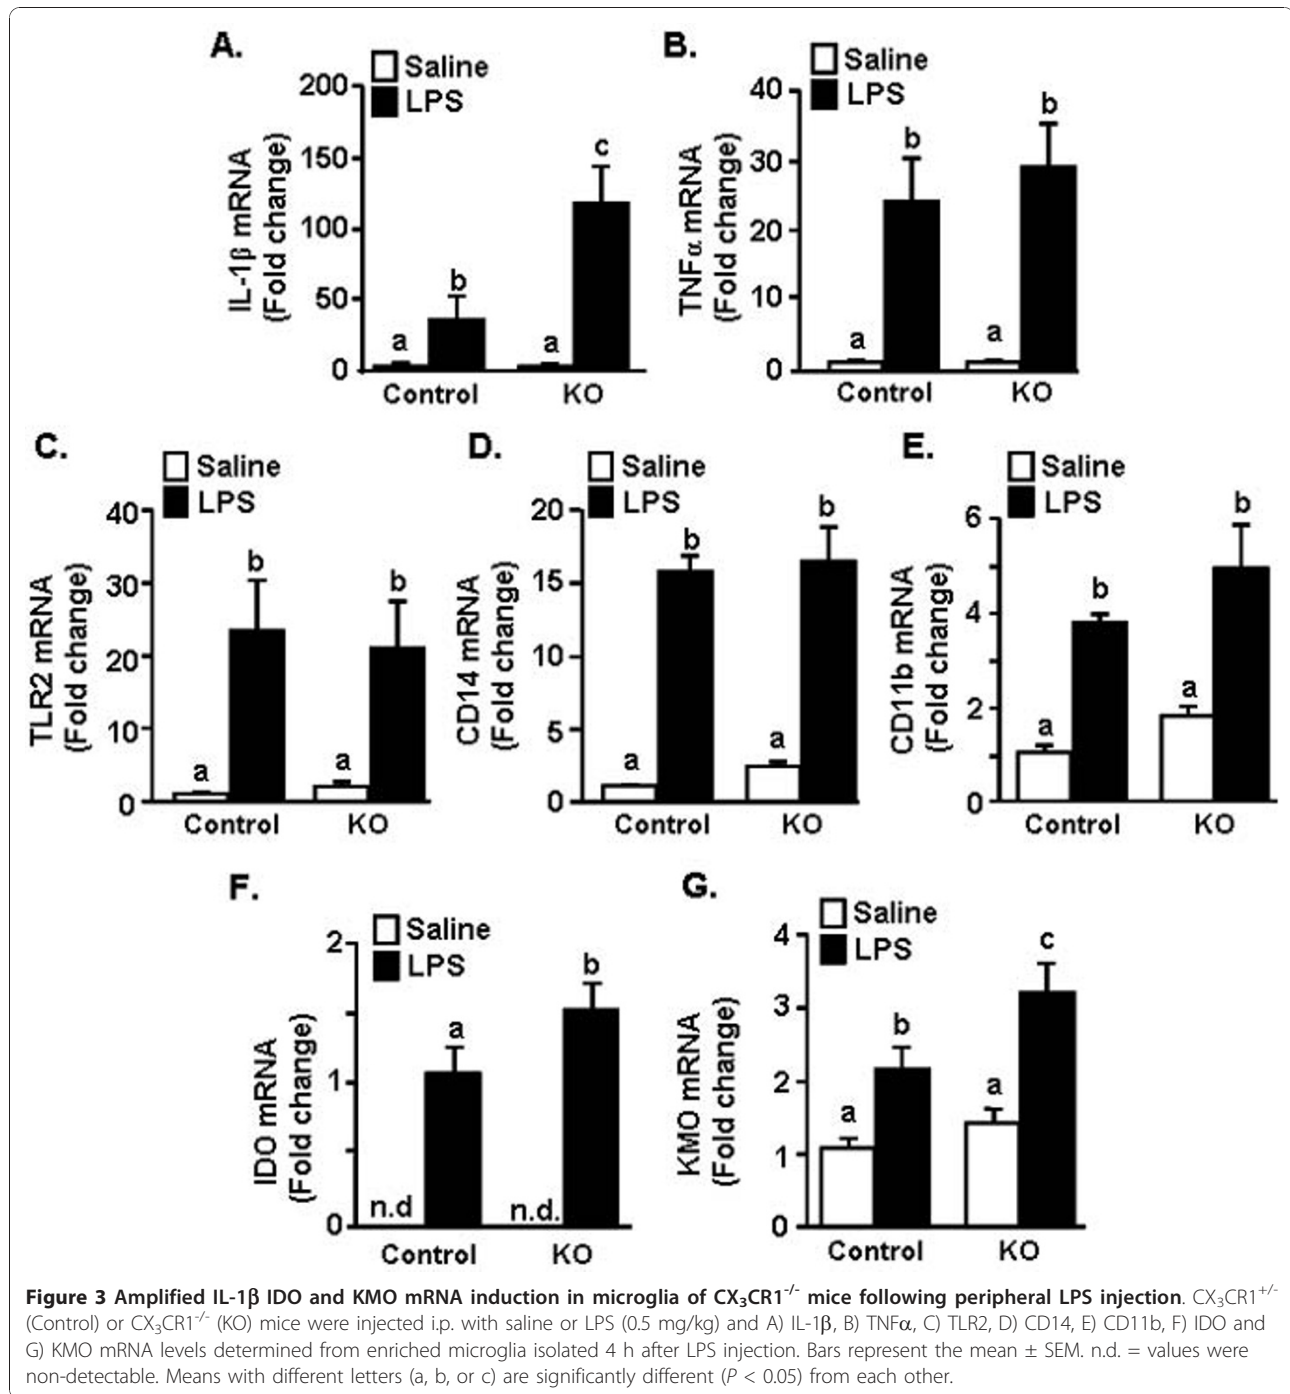 A.
Saline
LPS
IL-1β mRNA
(Fold change)
200
150
100
50
0
a
b
a
c
Control
KO
B.
Saline
LPS
TNFα mRNA
(Fold change)
40
30
20
10
0
a
b
a
b
Control
KO
C.
Saline
LPS
TLR2 mRNA
(Fold change)
40
30
20
10
0
a
b
a
b
Control
KO
D.
Saline
LPS
CD14 mRNA
(Fold change)
20
15
10
5
0
a
b
a
b
Control
KO
E.
Saline
LPS
CD11b mRNA
(Fold change)
6
4
2
0
a
b
a
b
Control
KO
F.
Saline
LPS
IDO mRNA
(Fold change)
2
1
0
n.d
a
n.d.
b
Control
KO
G.
Saline
LPS
KMO mRNA
(Fold change)
4
3
2
1
0
a
b
a
c
Control
KO
Figure 3 Amplified IL-1β IDO and KMO mRNA induction in microglia of CX₃CR1⁻/⁻ mice following peripheral LPS injection. CX₃CR1⁺/⁻
(Control) or CX₃CR1⁻/⁻ (KO) mice were injected i.p. with saline or LPS (0.5 mg/kg) and A) IL-1β, B) TNFα, C) TLR2, D) CD14, E) CD11b, F) IDO and
G) KMO mRNA levels determined from enriched microglia isolated 4 h after LPS injection. Bars represent the mean ± SEM. n.d. = values were
non-detectable. Means with different letters (a, b, or c) are significantly different (P < 0.05) from each other.